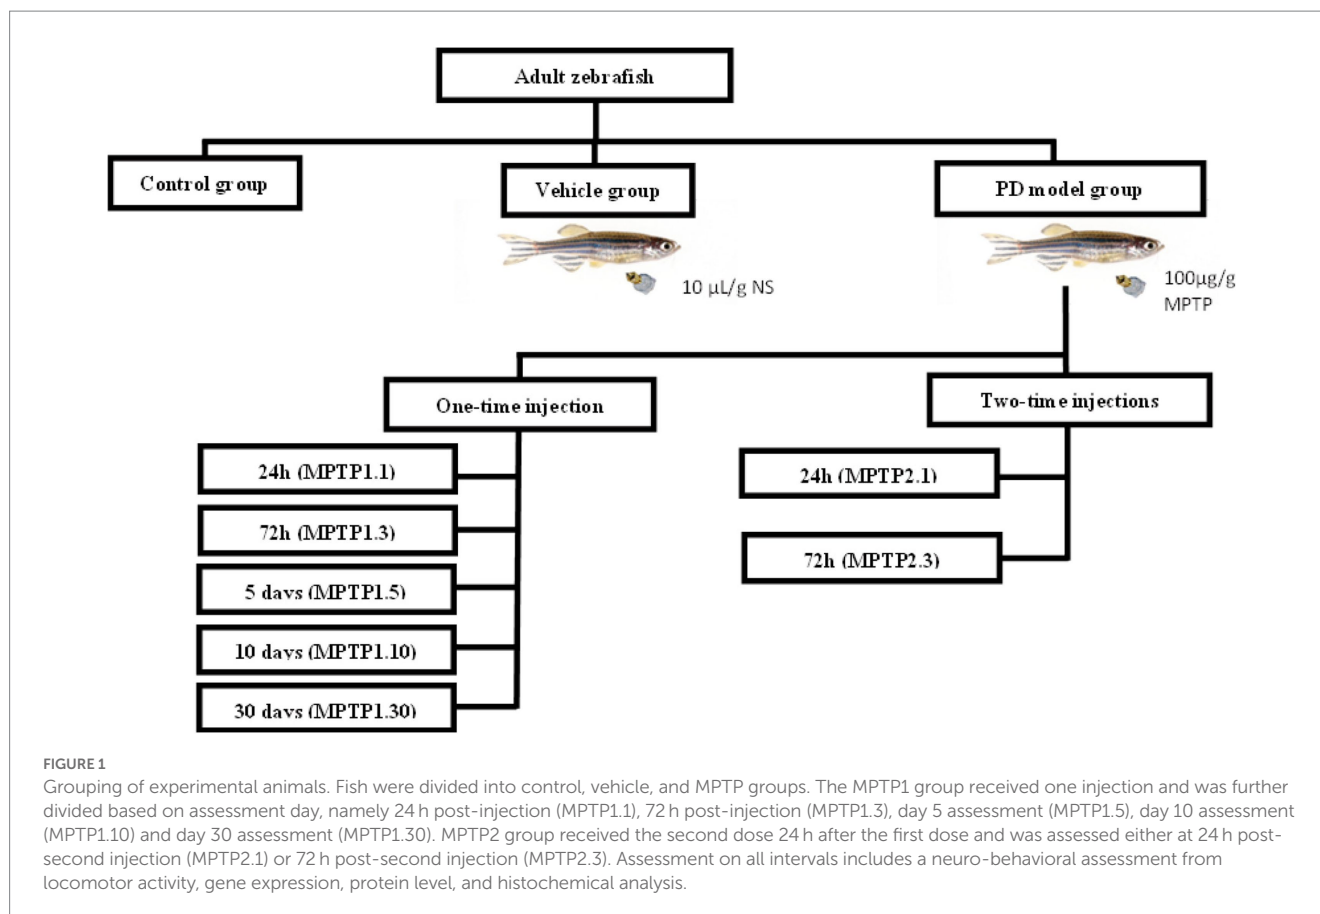 Adult zebrafish
Control group
Vehicle group
PD model group
10 µL/g NS
100µg/g
MPTP
One-time injection
Two-time injections
24h (MPTP1.1)
72h (MPTP1.3)
5 days (MPTP1.5)
10 days (MPTP1.10)
30 days (MPTP1.30)
24h (MPTP2.1)
72h (MPTP2.3)
FIGURE 1
Grouping of experimental animals. Fish were divided into control, vehicle, and MPTP groups. The MPTP1 group received one injection and was further
divided based on assessment day, namely 24 h post-injection (MPTP1.1), 72 h post-injection (MPTP1.3), day 5 assessment (MPTP1.5), day 10 assessment
(MPTP1.10) and day 30 assessment (MPTP1.30). MPTP2 group received the second dose 24 h after the first dose and was assessed either at 24 h post-
second injection (MPTP2.1) or 72 h post-second injection (MPTP2.3). Assessment on all intervals includes a neuro-behavioral assessment from
locomotor activity, gene expression, protein level, and histochemical analysis.